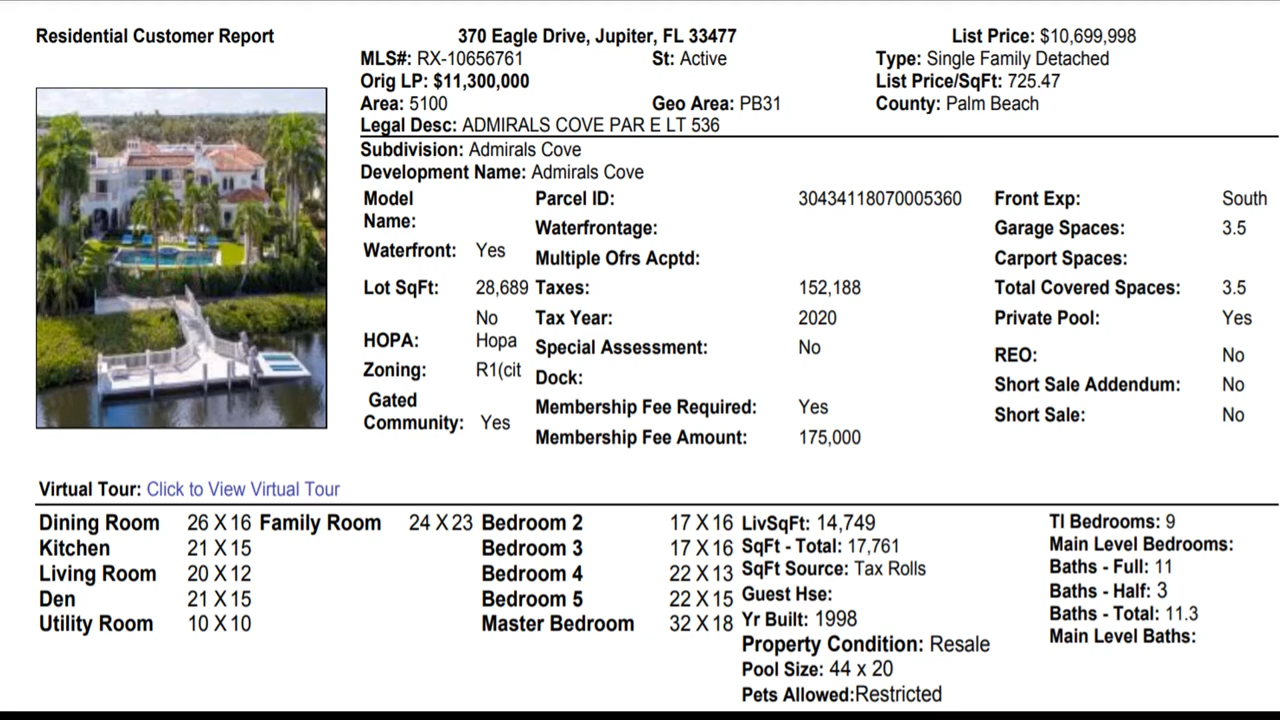 Residential Customer Report
370 Eagle Drive, Jupiter, FL 33477
List Price: $10,699,998
MLS#: RX-10656761
St: Active
Type: Single Family Detached
Orig LP: $11,300,000
List Price/SqFt: 725.47
Area: 5100
Geo Area: PB31
County: Palm Beach
Legal Desc: ADMIRALS COVE PAR E LT 536
Subdivision: Admirals Cove
Development Name: Admirals Cove
Model Name:
Waterfront: Yes
Lot SqFt: 28,689
HOPA: No Hopa
Zoning: R1(cit
Gated Community: Yes
Parcel ID: 30434118070005360
Waterfrontage:
Multiple Ofrs Acptd:
Taxes: 152,188
Tax Year: 2020
Special Assessment: No
Dock:
Membership Fee Required: Yes
Membership Fee Amount: 175,000
Front Exp: South
Garage Spaces: 3.5
Carport Spaces:
Total Covered Spaces: 3.5
Private Pool: Yes
REO: No
Short Sale Addendum: No
Short Sale: No
Virtual Tour: Click to View Virtual Tour
Dining Room 26 X 16
Kitchen 21 X 15
Living Room 20 X 12
Den 21 X 15
Utility Room 10 X 10
Family Room 24 X 23
Bedroom 2 17 X 16
Bedroom 3 17 X 16
Bedroom 4 22 X 13
Bedroom 5 22 X 15
Master Bedroom 32 X 18
LivSqFt: 14,749
SqFt - Total: 17,761
SqFt Source: Tax Rolls
Guest Hse:
Yr Built: 1998
Property Condition: Resale
Pool Size: 44 x 20
Pets Allowed:Restricted
Tl Bedrooms: 9
Main Level Bedrooms:
Baths - Full: 11
Baths - Half: 3
Baths - Total: 11.3
Main Level Baths: